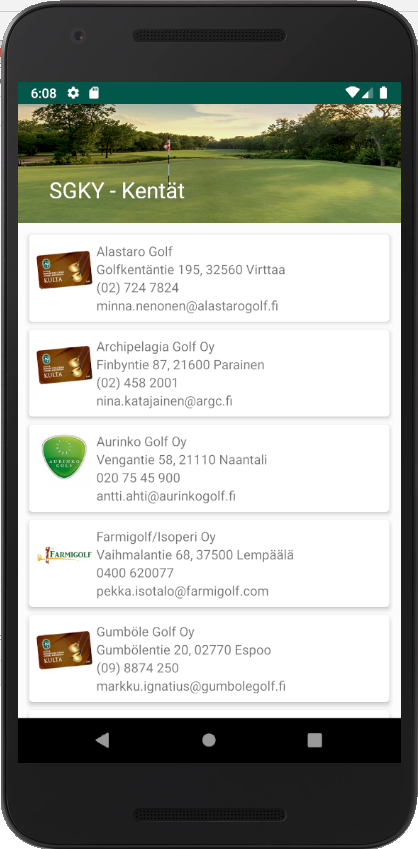 6:08
SGKY - Kentät
KULTA
Alastaro Golf
Golfkentäntie 195, 32560 Virttaa
(02) 724 7824
minna.nenonen@alastarogolf.fi
KULTA
Archipelagia Golf Oy
Finbyntie 87, 21600 Parainen
(02) 458 2001
nina.katajainen@argc.fi
AURINKO
GOLF
Aurinko Golf Oy
Vengantie 58, 21110 Naantali
020 75 45 900
antti.ahti@aurinkogolf.fi
FARMIGOLF
Farmigolf/Isoperi Oy
Vaihmalantie 68, 37500 Lempäälä
0400 620077
pekka.isotalo@farmigolf.com
KULTA
Gumböle Golf Oy
Gumbölentie 20, 02770 Espoo
(09) 8874 250
markku.ignatius@gumbolegolf.fi